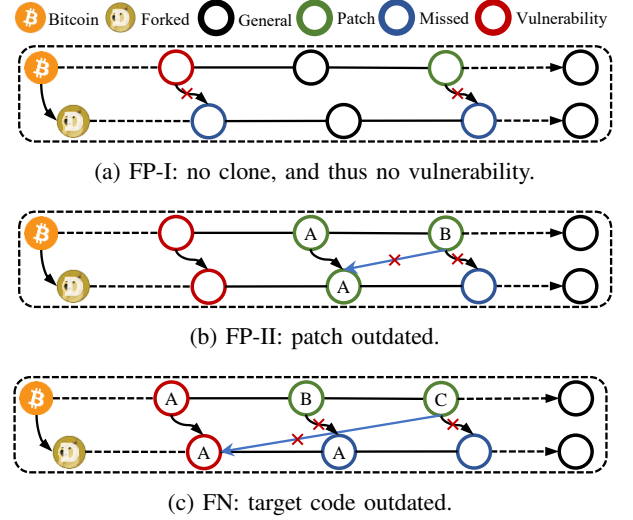 Bitcoin Forked General Patch Missed Vulnerability
(a) FP-I: no clone, and thus no vulnerability.
A B
A
(b) FP-II: patch outdated.
A B C
A A
(c) FN: target code outdated.